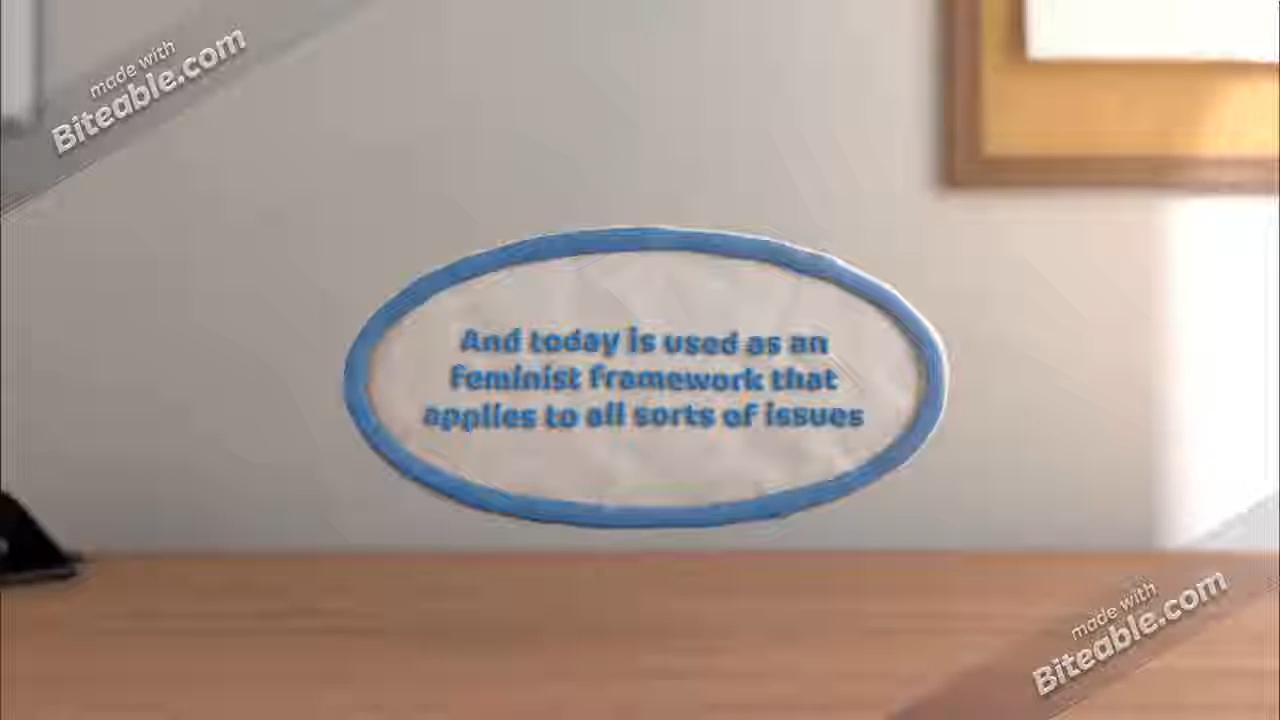 made with
Biteable.com
And today is used as an
feminist framework that
applies to all sorts of issues
made with
Biteable.com